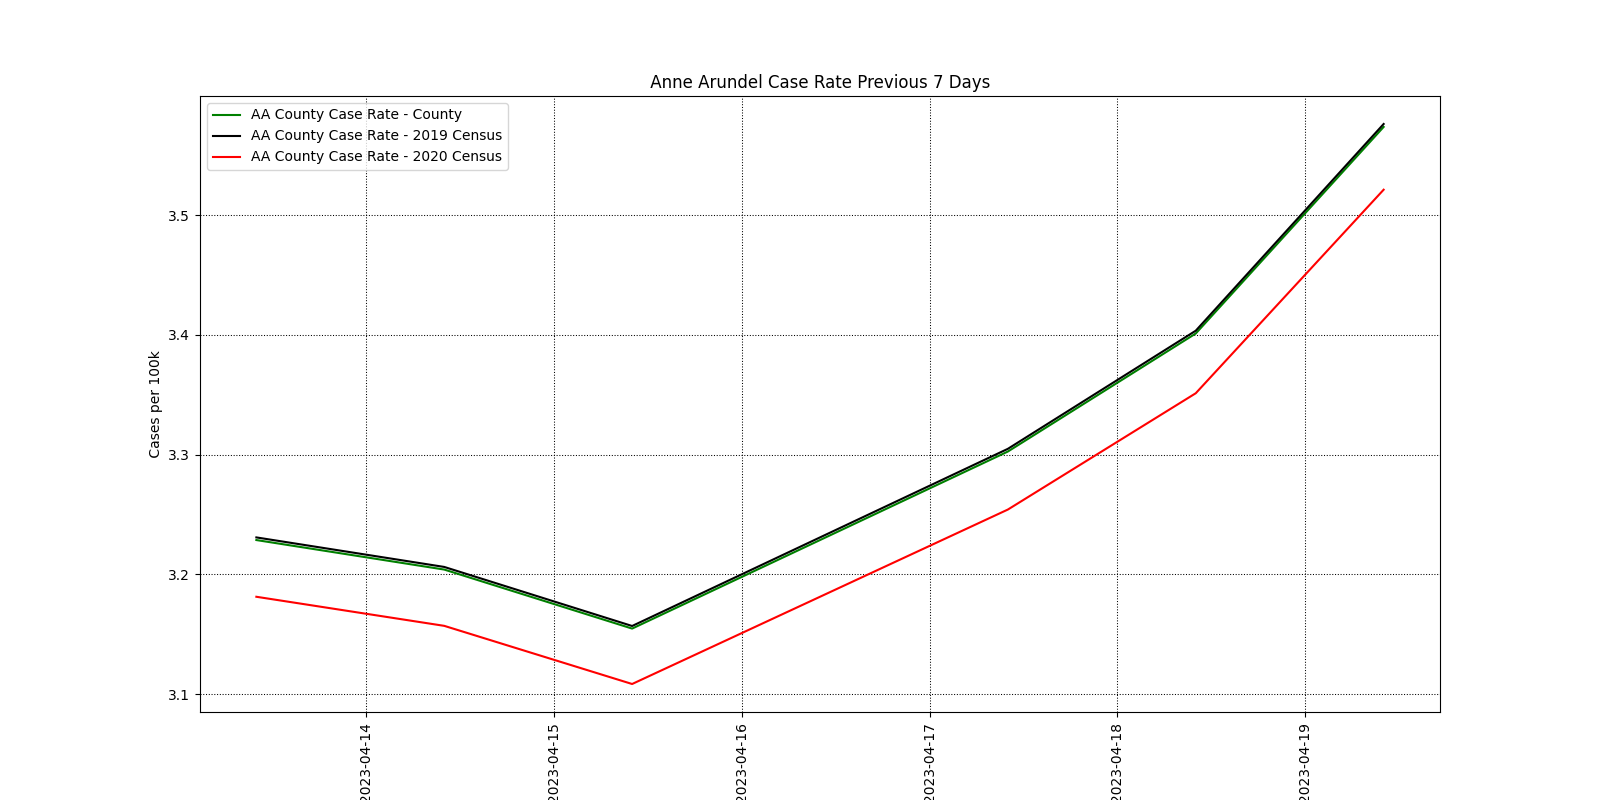 Anne Arundel Case Rate Previous 7 Days
AA County Case Rate - County
AA County Case Rate - 2019 Census
AA County Case Rate - 2020 Census
Cases per 100k
3.5
3.4
3.3
3.2
3.1
2023-04-14
2023-04-15
2023-04-16
2023-04-17
2023-04-18
2023-04-19